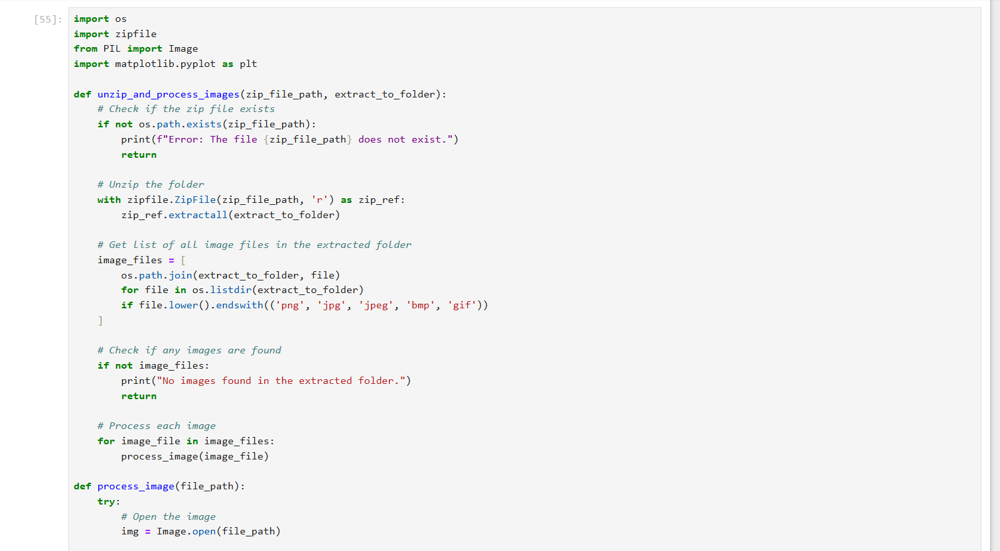 [55]:
import os
import zipfile
from PIL import Image
import matplotlib.pyplot as plt
def unzip_and_process_images(zip_file_path, extract_to_folder):
    # Check if the zip file exists
    if not os.path.exists(zip_file_path):
        print(f"Error: The file {zip_file_path} does not exist.")
        return
    # Unzip the folder
    with zipfile.ZipFile(zip_file_path, 'r') as zip_ref:
        zip_ref.extractall(extract_to_folder)
    # Get list of all image files in the extracted folder
    image_files = [
        os.path.join(extract_to_folder, file)
        for file in os.listdir(extract_to_folder)
        if file.lower().endswith(('png', 'jpg', 'jpeg', 'bmp', 'gif'))
    ]
    # Check if any images are found
    if not image_files:
        print("No images found in the extracted folder.")
        return
    # Process each image
    for image_file in image_files:
        process_image(image_file)
def process_image(file_path):
    try:
        # Open the image
        img = Image.open(file_path)